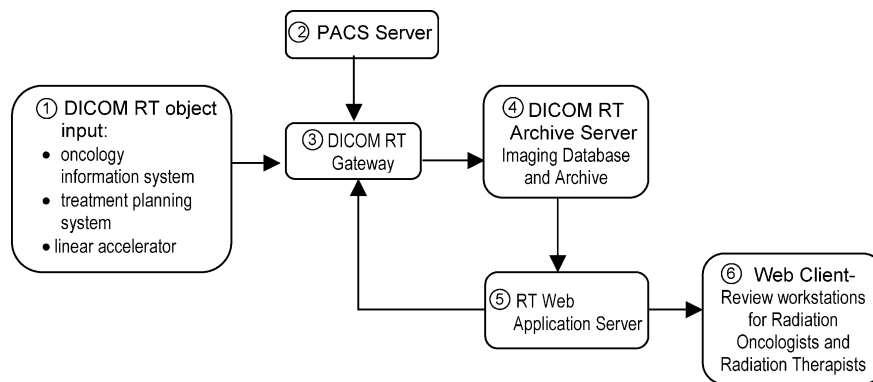 ② PACS Server
① DICOM RT object
input:
• oncology
information system
• treatment planning
system
• linear accelerator
③ DICOM RT
Gateway
④ DICOM RT
Archive Server
Imaging Database
and Archive
⑤ RT Web
Application Server
⑥ Web Client-
Review workstations
for Radiation
Oncologists and
Radiation Therapists